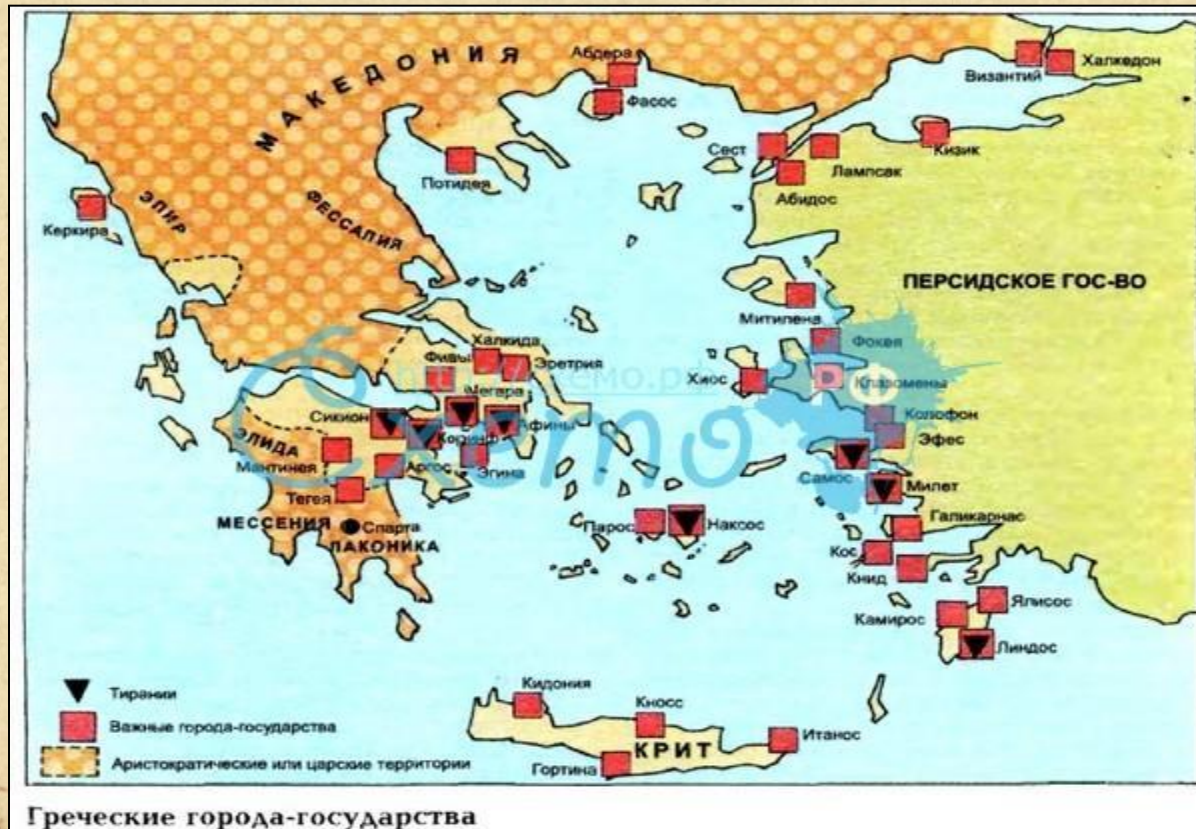 Абдера
МАКЕДОНИЯ
Фасос
Византий
Халкедон
Сест
Лампсак
Кизик
Абидос
Потидея
ЭПИР
ФЕССАЛИЯ
Керкира
ПЕРСИДСКОЕ ГОС-ВО
Митилена
Фокея
Халкида
Фивы
Эретрия
Хиос
Клазомены
Мегара
Сикион
Коринф
Афины
Колофон
Эфес
ЭЛИДА
Мантинея
Аргос
Эгина
Самос
Милет
Тегея
МЕССЕНИЯ
Спарта
ЛАКОНИКА
Парос
Наксос
Галикарнас
Кос
Книд
Камирос
Ялисос
Линдос
Кидония
Кносс
КРИТ
Итанос
Гортина
Тирании
Важные города-государства
Аристократические или царские территории
Греческие города-государства